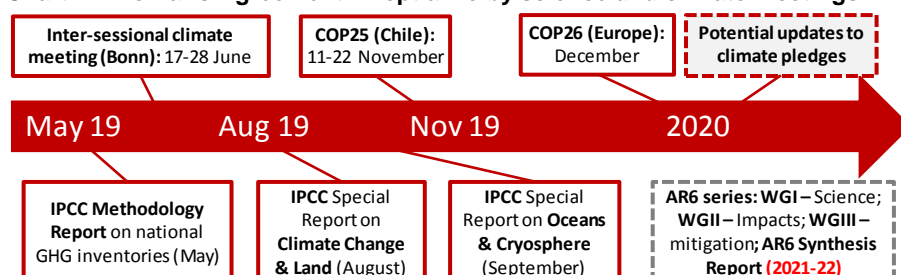 Inter-sessional climate
meeting (Bonn): 17-28 June
COP25 (Chile):
11-22 November
COP26 (Europe):
December
Potential updates to
climate pledges
May 19
Aug 19
Nov 19
2020
IPCC Methodology
Report on national
GHG inventories (May)
IPCC Special
Report on
Climate Change
& Land (August)
IPCC Special
Report on Oceans
& Cryosphere
(September)
AR6 series: WGI – Science;
WGII – Impacts; WGIII –
mitigation; AR6 Synthesis
Report (2021-22)